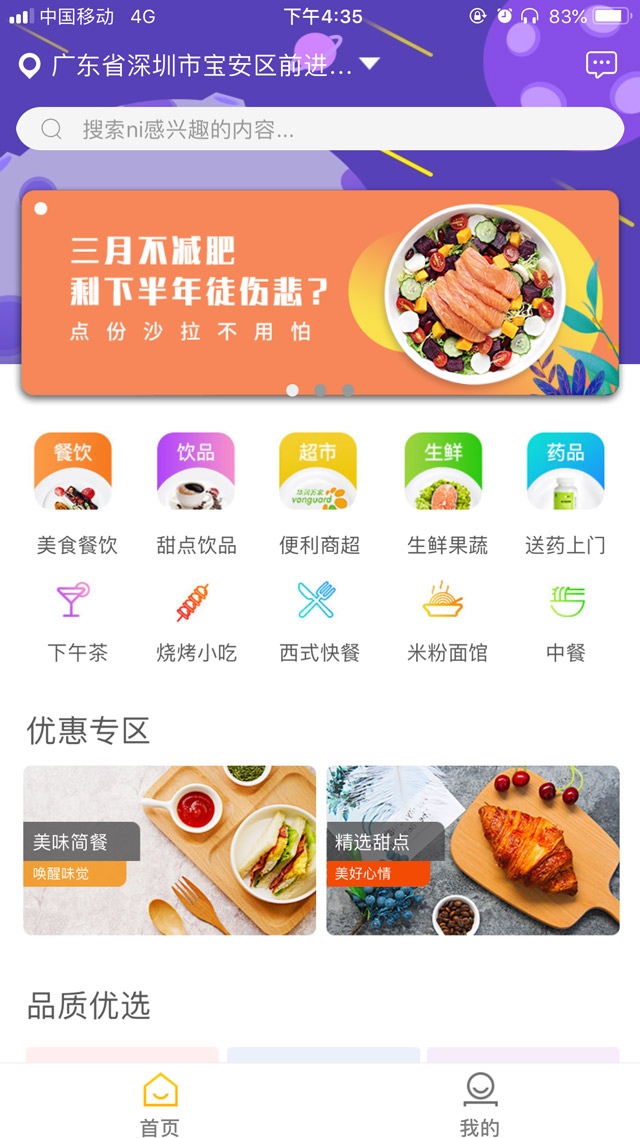 中国移动 4G 下午4:35 83%
广东省深圳市宝安区前进...
搜索ni感兴趣的内容...
三月不减肥
剩下半年徒伤悲？
点份沙拉不用怕
餐饮 饮品 超市 生鲜 药品
华润万家
vanguard
美食餐饮 甜点饮品 便利商超 生鲜果蔬 送药上门
下午茶 烧烤小吃 西式快餐 米粉面馆 中餐
优惠专区
美味简餐 精选甜点
唤醒味觉 美好心情
品质优选
首页 我的